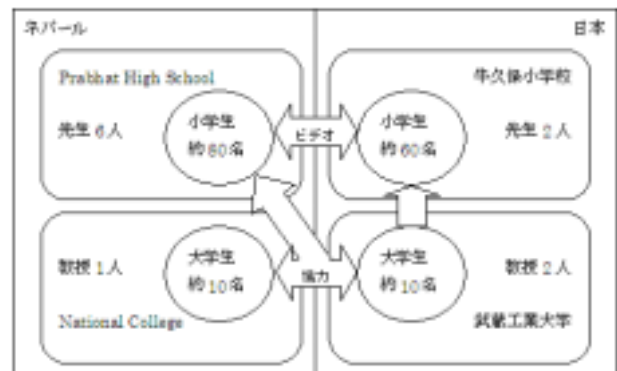 ネパール
日本
Prabhat High School
先生 6人
小学生
約80名
ビデオ
牛久保小学校
小学生
約60名
先生 2人
教授 1人
大学生
約10名
National College
協力
大学生
約10名
教授 2人
武蔵工業大学